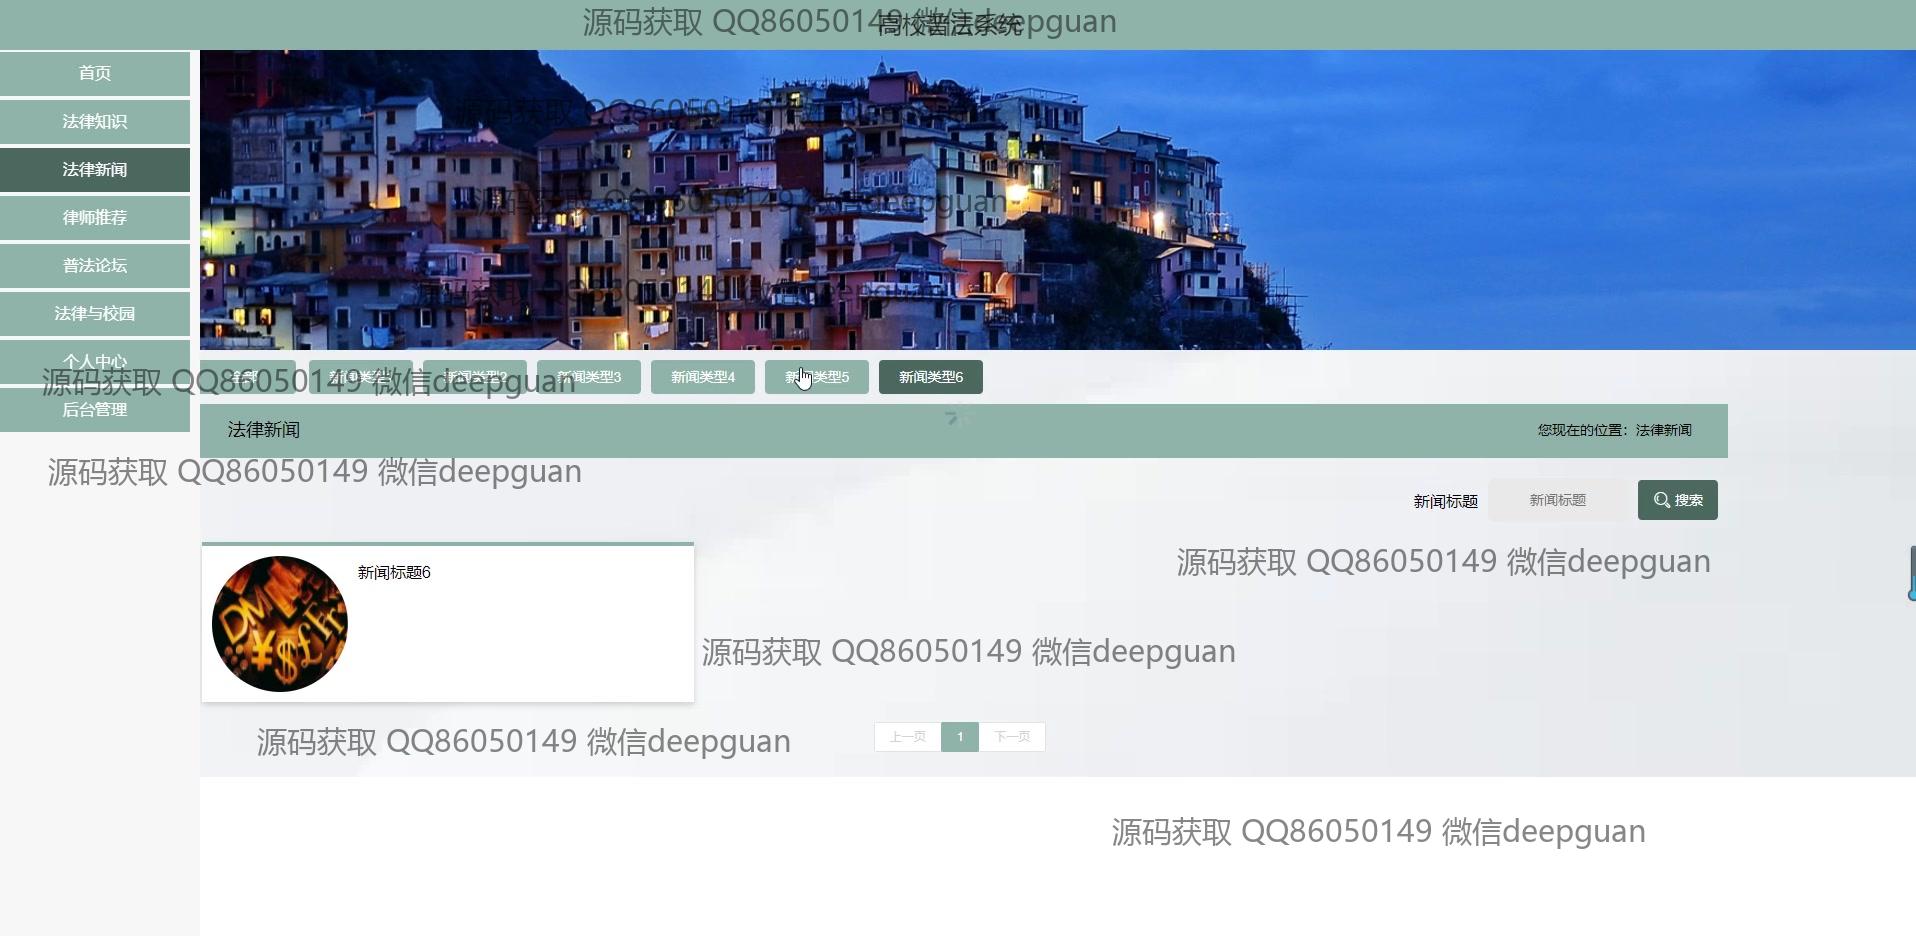 源码获取 QQ86050149 微信deepguan
高校普法系统
首页
法律知识
法律新闻
律师推荐
普法论坛
法律与校园
个人中心
后台管理
源码获取 QQ86050149 微信deepguan
源码获取 QQ86050149 微信deepguan
源码获取 QQ86050149 微信deepguan
全部 新闻类型1 新闻类型2 新闻类型3 新闻类型4 新闻类型5 新闻类型6
源码获取 QQ86050149 微信deepguan
法律新闻 您现在的位置：法律新闻
源码获取 QQ86050149 微信deepguan
新闻标题 新闻标题 搜索
源码获取 QQ86050149 微信deepguan
新闻标题6
源码获取 QQ86050149 微信deepguan
源码获取 QQ86050149 微信deepguan
上一页 1 下一页
源码获取 QQ86050149 微信deepguan